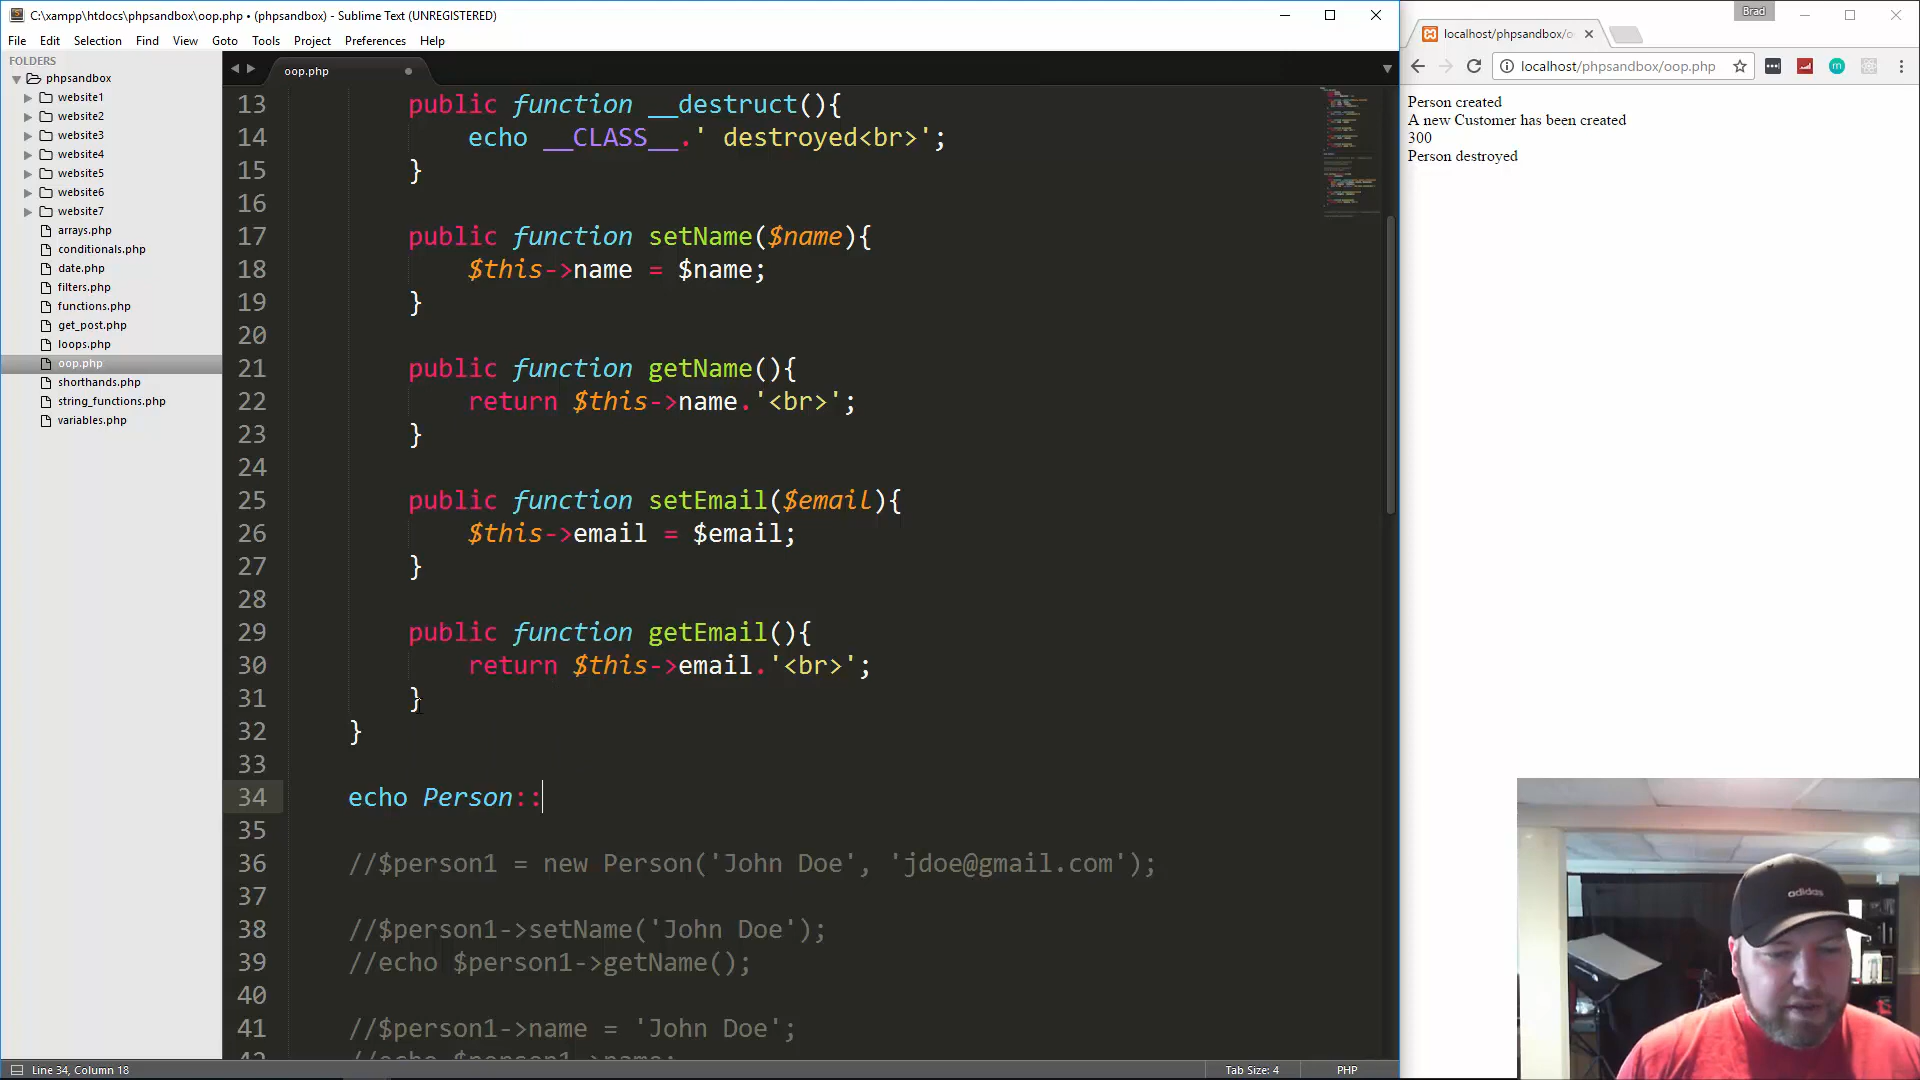 C:\xampp\htdocs\phpsandbox\oop.php • (phpsandbox) - Sublime Text (UNREGISTERED)
File Edit Selection Find View Goto Tools Project Preferences Help
FOLDERS
phpsandbox
website1
website2
website3
website4
website5
website6
website7
arrays.php
conditionals.php
date.php
filters.php
functions.php
get_post.php
loops.php
oop.php
shorthands.php
string_functions.php
variables.php
oop.php
13 public function __destruct(){
14 echo __CLASS__.' destroyed<br>';
15 }
16
17 public function setName($name){
18 $this->name = $name;
19 }
20
21 public function getName(){
22 return $this->name.'<br>';
23 }
24
25 public function setEmail($email){
26 $this->email = $email;
27 }
28
29 public function getEmail(){
30 return $this->email.'<br>';
31 }
32 }
33
34 echo Person::
35
36 //$person1 = new Person('John Doe', 'jdoe@gmail.com');
37
38 //$person1->setName('John Doe');
39 //echo $person1->getName();
40
41 //$person1->name = 'John Doe';
42 //echo $person1->name;
Line 34, Column 18
Tab Size: 4
PHP
Brad
localhost/phpsandbox/oo
localhost/phpsandbox/oop.php
Person created
A new Customer has been created
300
Person destroyed
adidas